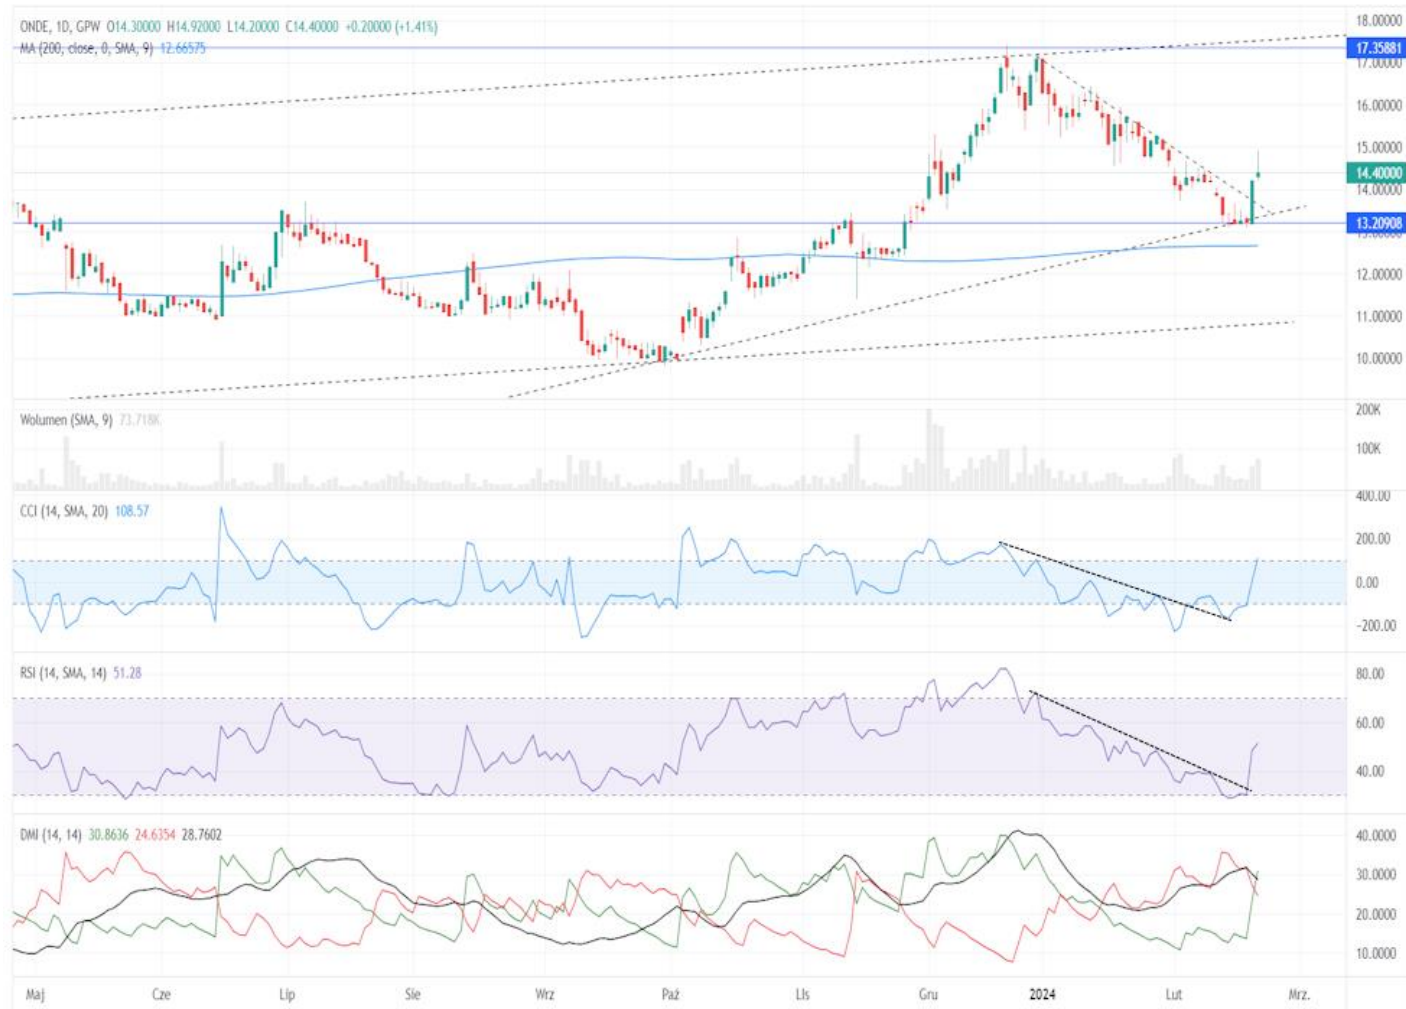 ONDE, 1D, GPW O14.30000 H14.92000 L14.20000 C14.40000 +0.20000 (+1.41%)
MA (200, close, 0, SMA, 9) 12.66575
18.00000
17.35881
17.00000
16.00000
15.00000
14.40000
14.00000
13.20908
12.00000
11.00000
10.00000
Wolumen (SMA, 9) 73.718K
200K
100K
CCI (14, SMA, 20) 108.57
400.00
200.00
0.00
−200.00
RSI (14, SMA, 14) 51.28
80.00
60.00
40.00
DMI (14, 14) 30.8636 24.6354 28.7602
40.0000
30.0000
20.0000
10.0000
Maj Cze Lip Sie Wrz Paź Lis Gru 2024 Lut Mrz.